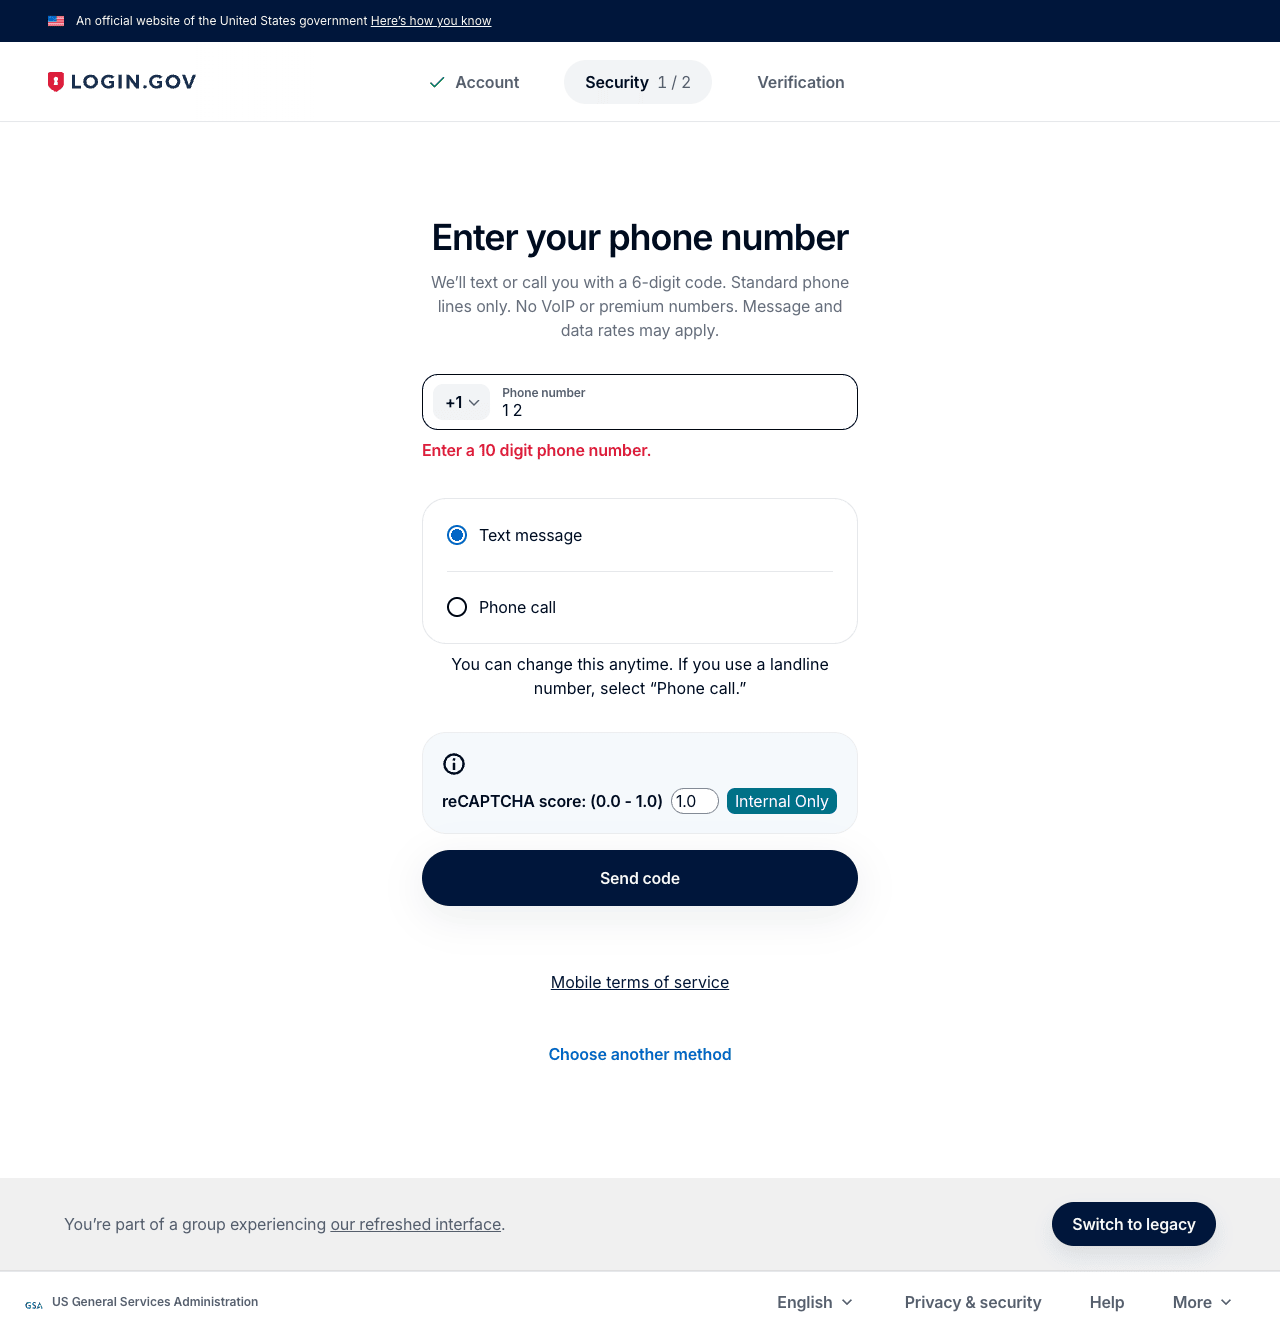 An official website of the United States government Here’s how you know
LOGIN.GOV
Account
Security 1 / 2
Verification
Enter your phone number
We’ll text or call you with a 6-digit code. Standard phone
lines only. No VoIP or premium numbers. Message and
data rates may apply.
+1
Phone number
1 2
Enter a 10 digit phone number.
Text message
Phone call
You can change this anytime. If you use a landline
number, select “Phone call.”
reCAPTCHA score: (0.0 - 1.0) 1.0 Internal Only
Send code
Mobile terms of service
Choose another method
You’re part of a group experiencing our refreshed interface.
Switch to legacy
GSA US General Services Administration
English
Privacy & security
Help
More